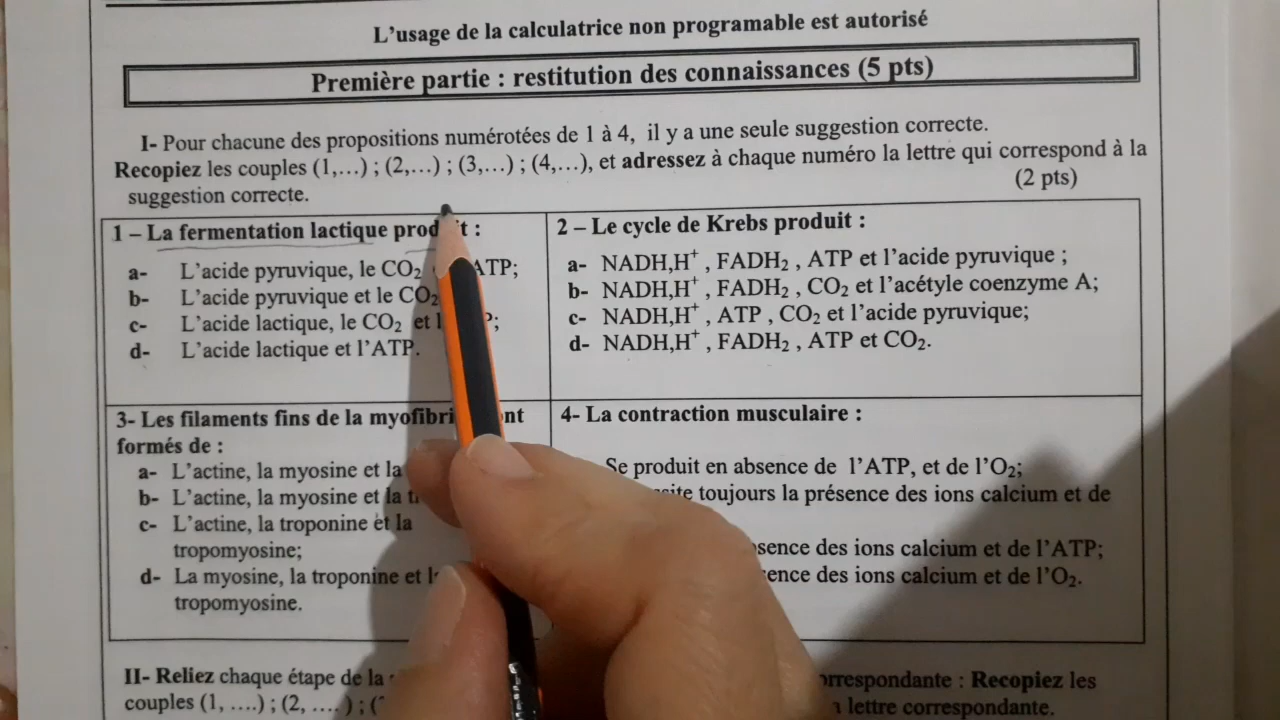 L'usage de la calculatrice non programable est autorisé
Première partie : restitution des connaissances (5 pts)
I- Pour chacune des propositions numérotées de 1 à 4, il y a une seule suggestion correcte.
Recopiez les couples (1,…) ; (2,…) ; (3,…) ; (4,…), et adressez à chaque numéro la lettre qui correspond à la
suggestion correcte.
(2 pts)
1 – La fermentation lactique produit :
a- L'acide pyruvique, le CO₂ ATP;
b- L'acide pyruvique et le CO₂
c- L'acide lactique, le CO₂ et
d- L'acide lactique et l'ATP.
2 – Le cycle de Krebs produit :
a- NADH,H⁺ , FADH₂ , ATP et l'acide pyruvique ;
b- NADH,H⁺ , FADH₂ , CO₂ et l'acétyle coenzyme A;
c- NADH,H⁺ , ATP , CO₂ et l'acide pyruvique;
d- NADH,H⁺ , FADH₂ , ATP et CO₂.
3- Les filaments fins de la
formés de :
a- L'actine, la myosine et la
b- L'actine, la myosine et la
c- L'actine, la troponine et la
tropomyosine;
d- La myosine, la troponine et
tropomyosine.
4- La contraction musculaire :
Se produit en absence de l'ATP, et de l'O₂;
toujours la présence des ions calcium et de
des ions calcium et de l'ATP;
des ions calcium et de l'O₂.
II- Reliez chaque étape de la
correspondante : Recopiez les
couples (1, ….) ; (2, …. ) ;
lettre correspondante.